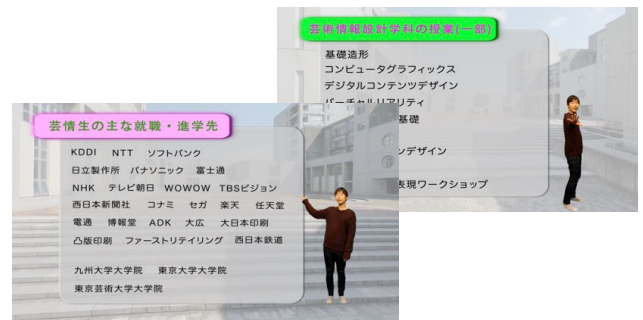 芸術情報設計学科の授業(一部)
基礎造形
コンピュータグラフィックス
デジタルコンテンツデザイン
バーチャルリアリティ
基礎
ンデザイン
表現ワークショップ
芸情生の主な就職・進学先
KDDI NTT ソフトバンク
日立製作所 パナソニック 富士通
NHK テレビ朝日 WOWOW TBSビジョン
西日本新聞社 コナミ セガ 楽天 任天堂
電通 博報堂 ADK 大広 大日本印刷
凸版印刷 ファーストリテイリング 西日本鉄道
九州大学大学院 東京大学大学院
東京芸術大学大学院